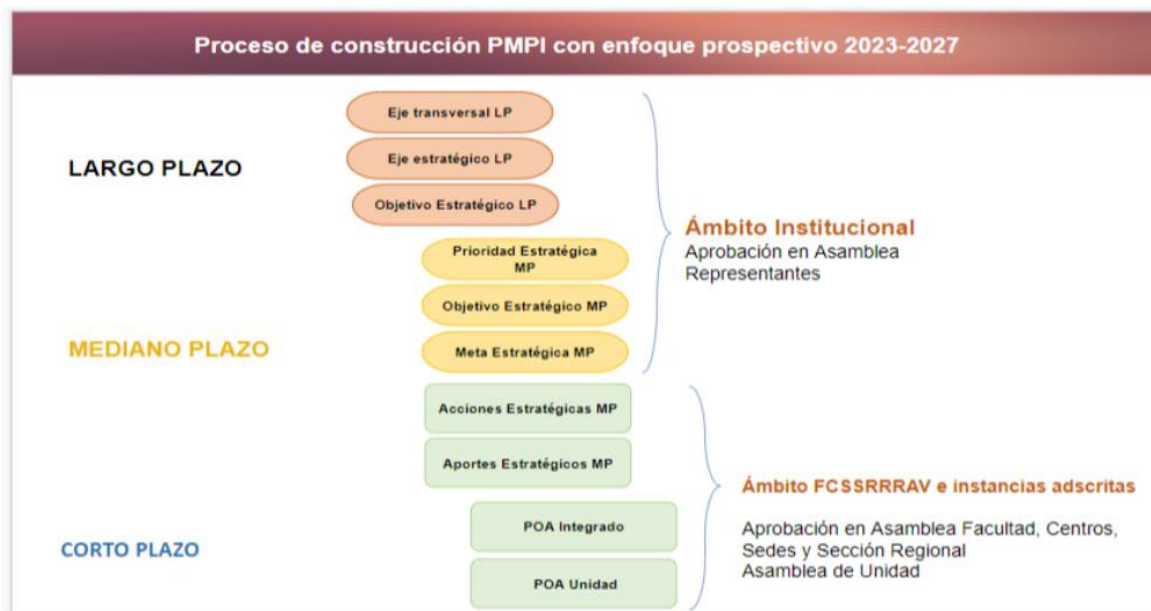 Proceso de construcción PMPI con enfoque prospectivo 2023-2027
LARGO PLAZO
Eje transversal LP
Eje estratégico LP
Objetivo Estratégico LP
Ámbito Institucional
Aprobación en Asamblea
Representantes
MEDIANO PLAZO
Prioridad Estratégica
MP
Objetivo Estratégico MP
Meta Estratégica MP
Acciones Estratégicas MP
Aportes Estratégicos MP
CORTO PLAZO
POA Integrado
POA Unidad
Ámbito FCSSRRRAV e instancias adscritas
Aprobación en Asamblea Facultad, Centros,
Sedes y Sección Regional
Asamblea de Unidad